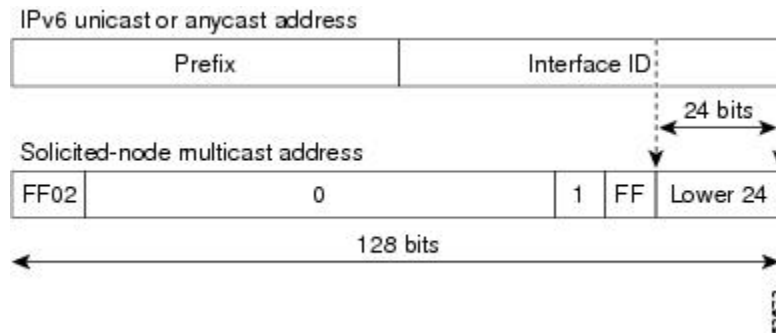 IPv6 unicast or anycast address
Prefix Interface ID
24 bits
Solicited-node multicast address
FF02 0 1 FF Lower 24
128 bits